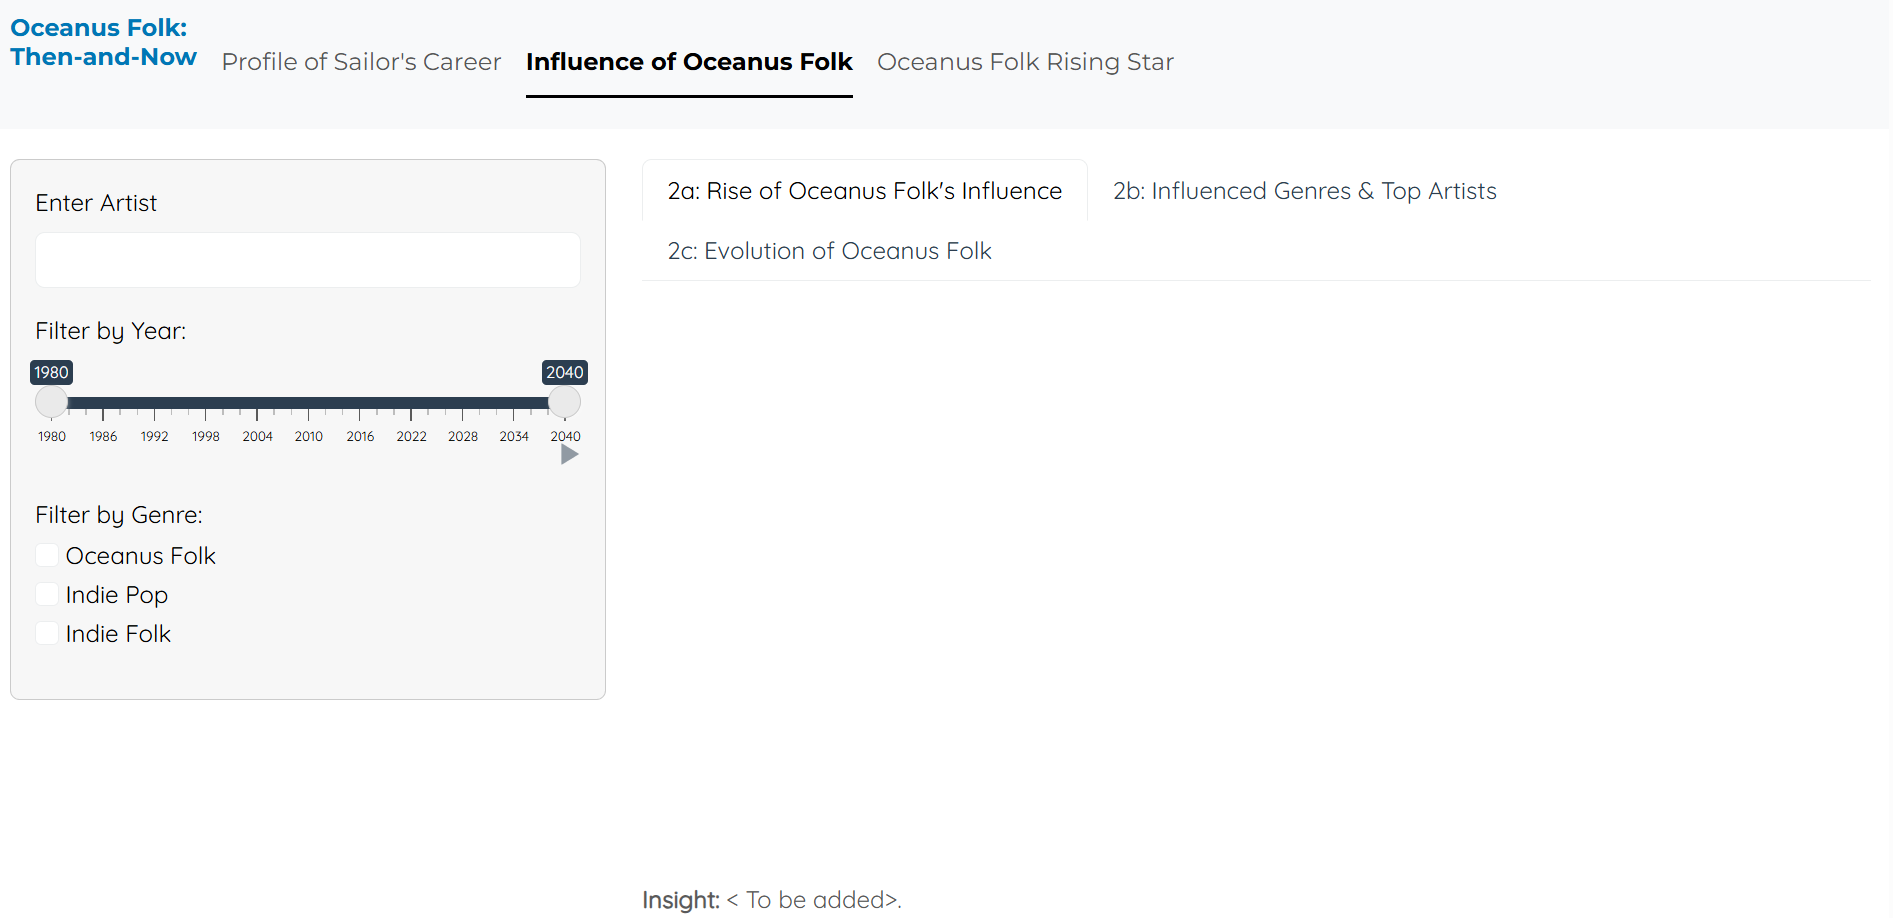 Oceanus Folk:
Then-and-Now
Profile of Sailor's Career
Influence of Oceanus Folk
Oceanus Folk Rising Star
Enter Artist
Filter by Year:
1980 2040
1980 1986 1992 1998 2004 2010 2016 2022 2028 2034 2040
Filter by Genre:
Oceanus Folk
Indie Pop
Indie Folk
2a: Rise of Oceanus Folk's Influence
2b: Influenced Genres & Top Artists
2c: Evolution of Oceanus Folk
Insight: < To be added>.